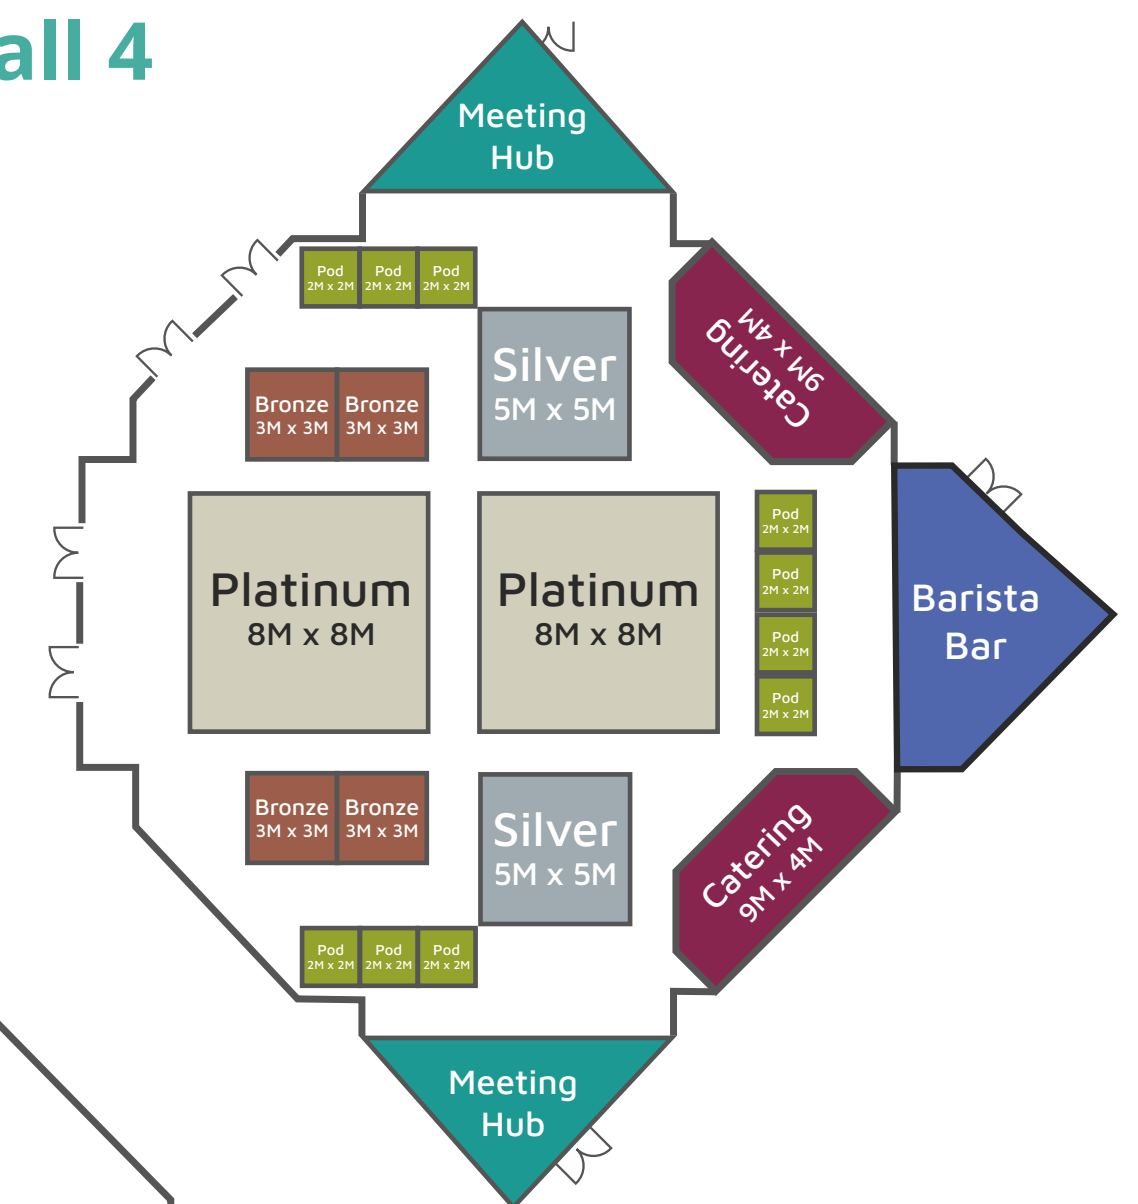 all 4
Meeting
Hub
Pod
2M x 2M
Pod
2M x 2M
Pod
2M x 2M
Silver
5M x 5M
Catering
9M x 4M
Bronze
3M x 3M
Bronze
3M x 3M
Platinum
8M x 8M
Platinum
8M x 8M
Pod
2M x 2M
Pod
2M x 2M
Pod
2M x 2M
Pod
2M x 2M
Barista
Bar
Bronze
3M x 3M
Bronze
3M x 3M
Silver
5M x 5M
Catering
9M x 4M
Pod
2M x 2M
Pod
2M x 2M
Pod
2M x 2M
Meeting
Hub